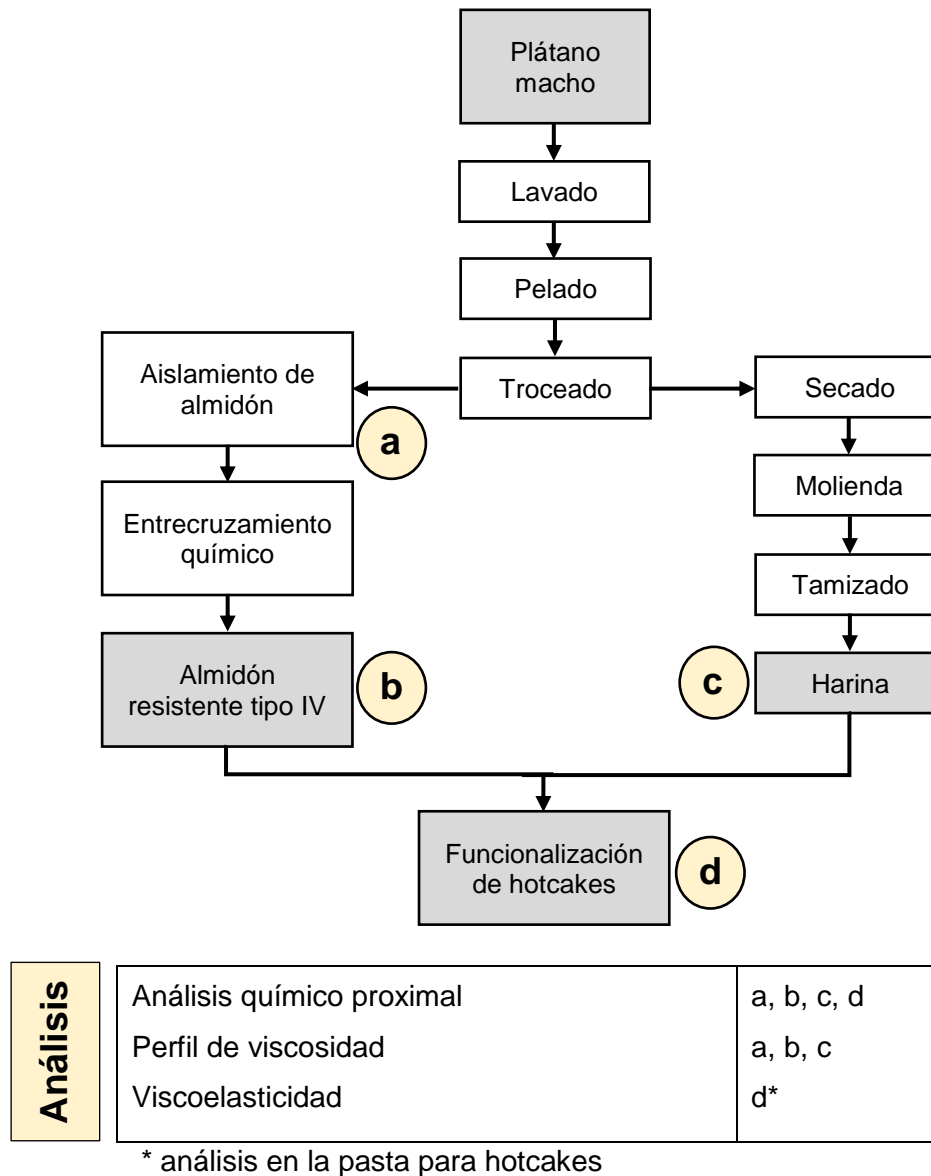 Plátano
macho
Lavado
Pelado
Troceado
Aislamiento de
almidón
a
Entrecruzamiento
químico
Almidón
resistente tipo IV
b
Secado
Molienda
Tamizado
c
Harina
Funcionalización
de hotcakes
d
Análisis
Análisis químico proximal a, b, c, d
Perfil de viscosidad a, b, c
Viscoelasticidad d*
* análisis en la pasta para hotcakes